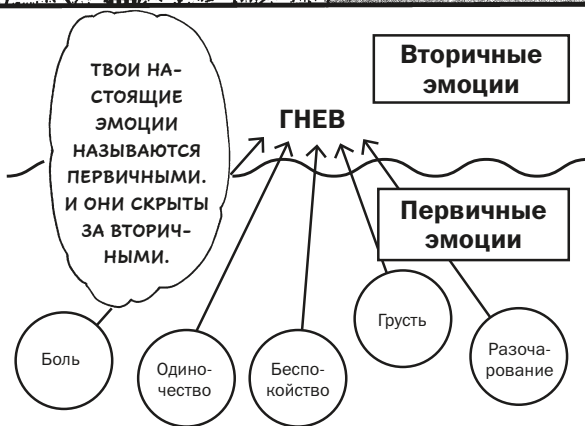 ТВОИ НА-
СТОЯЩИЕ
ЭМОЦИИ
НАЗЫВАЮТСЯ
ПЕРВИЧНЫМИ.
И ОНИ СКРЫТЫ
ЗА ВТОРИЧ-
НЫМИ.
Вторичные
эмоции
ГНЕВ
Первичные
эмоции
Боль
Одино-
чество
Беспо-
койство
Грусть
Разоча-
рование